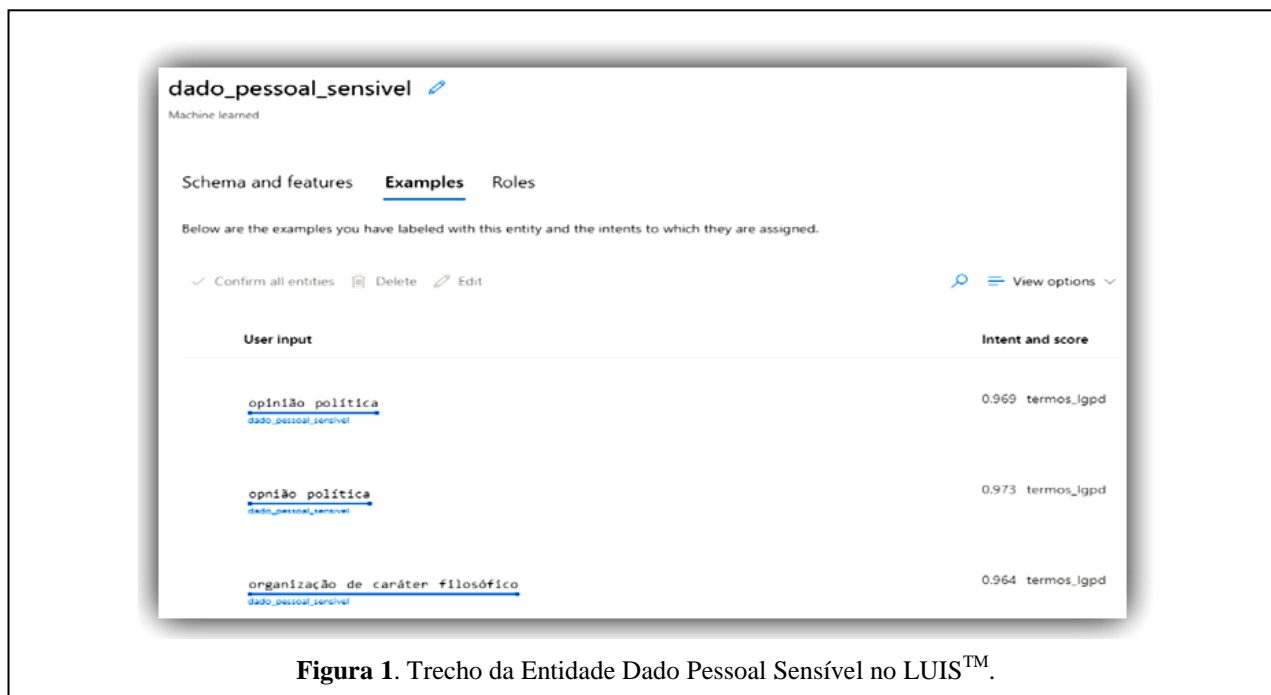 dado_pessoal_sensivel
Machine learned
Schema and features Examples Roles
Below are the examples you have labeled with this entity and the intents to which they are assigned.
Confirm all entities Delete Edit View options
User input Intent and score
opinião política 0.969 termos_lgpd
dado_pessoal_sensivel
opnião política 0.973 termos_lgpd
dado_pessoal_sensivel
organização de caráter filosófico 0.964 termos_lgpd
dado_pessoal_sensivel
Figura 1. Trecho da Entidade Dado Pessoal Sensível no LUIS™.